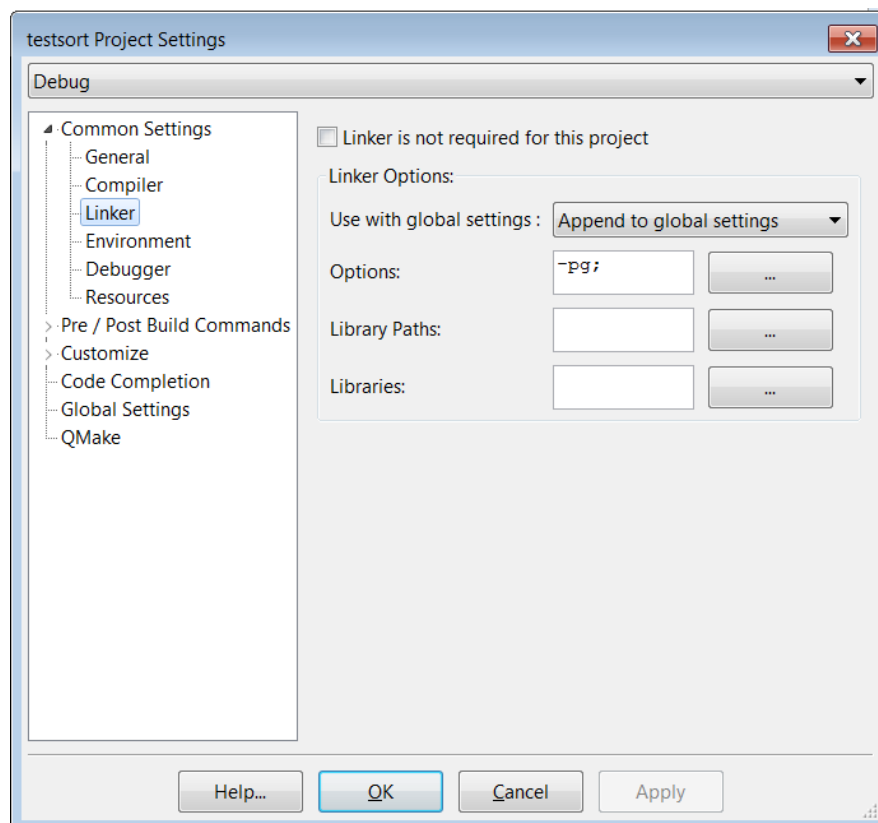 testsort Project Settings
Debug
Common Settings
General
Compiler
Linker
Environment
Debugger
Resources
Pre / Post Build Commands
Customize
Code Completion
Global Settings
QMake
Linker is not required for this project
Linker Options:
Use with global settings : Append to global settings
Options: -pg; ...
Library Paths: ...
Libraries: ...
Help... OK Cancel Apply